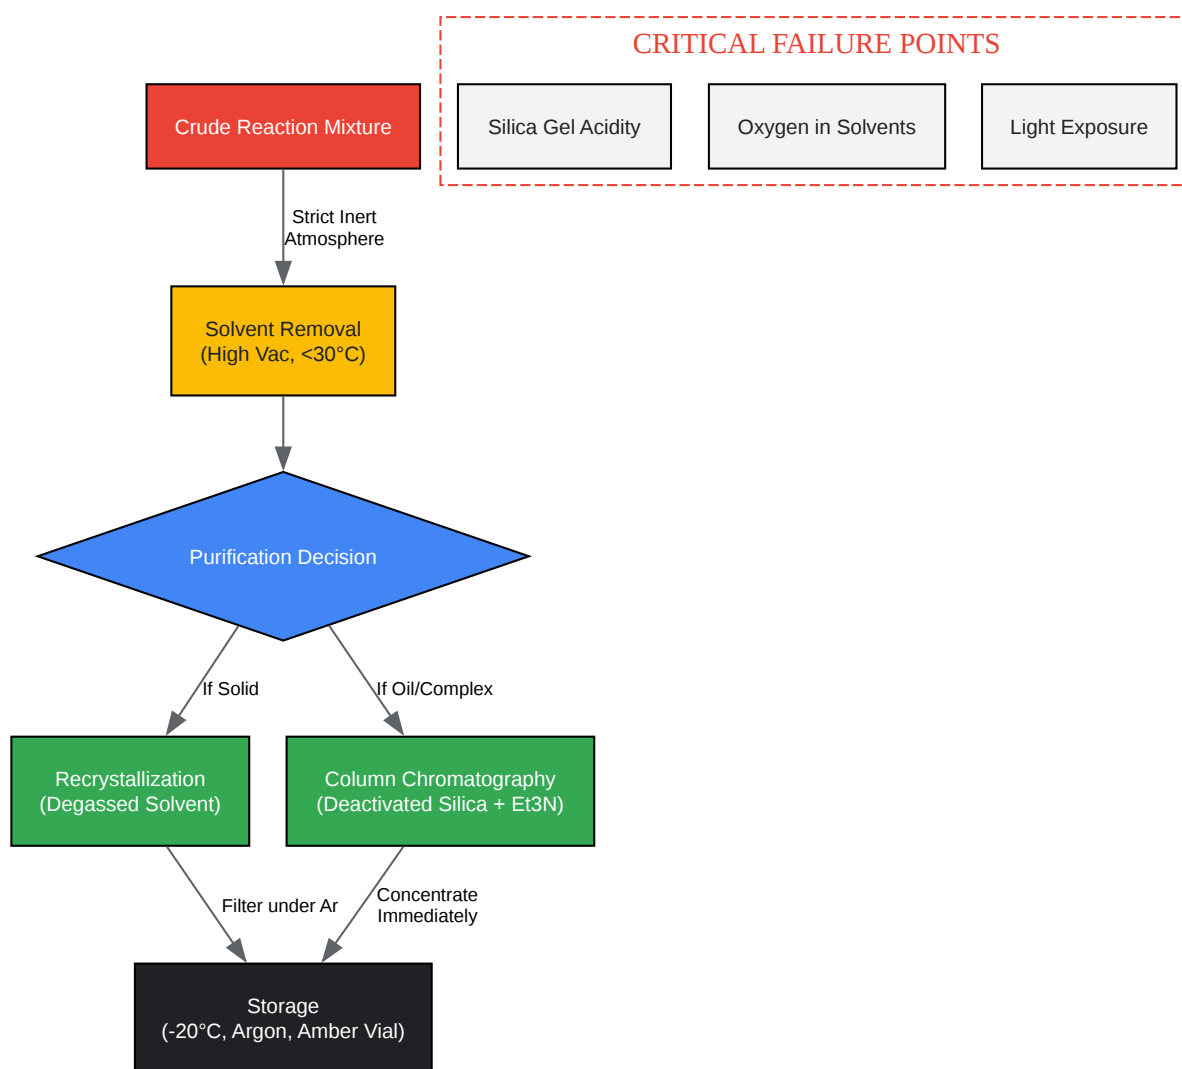 CRITICAL FAILURE POINTS
Crude Reaction Mixture
Silica Gel Acidity
Oxygen in Solvents
Light Exposure
Strict Inert
Atmosphere
Solvent Removal
(High Vac, <30°C)
Purification Decision
If Solid
If Oil/Complex
Recrystallization
(Degassed Solvent)
Column Chromatography
(Deactivated Silica + Et3N)
Filter under Ar
Concentrate
Immediately
Storage
(-20°C, Argon, Amber Vial)